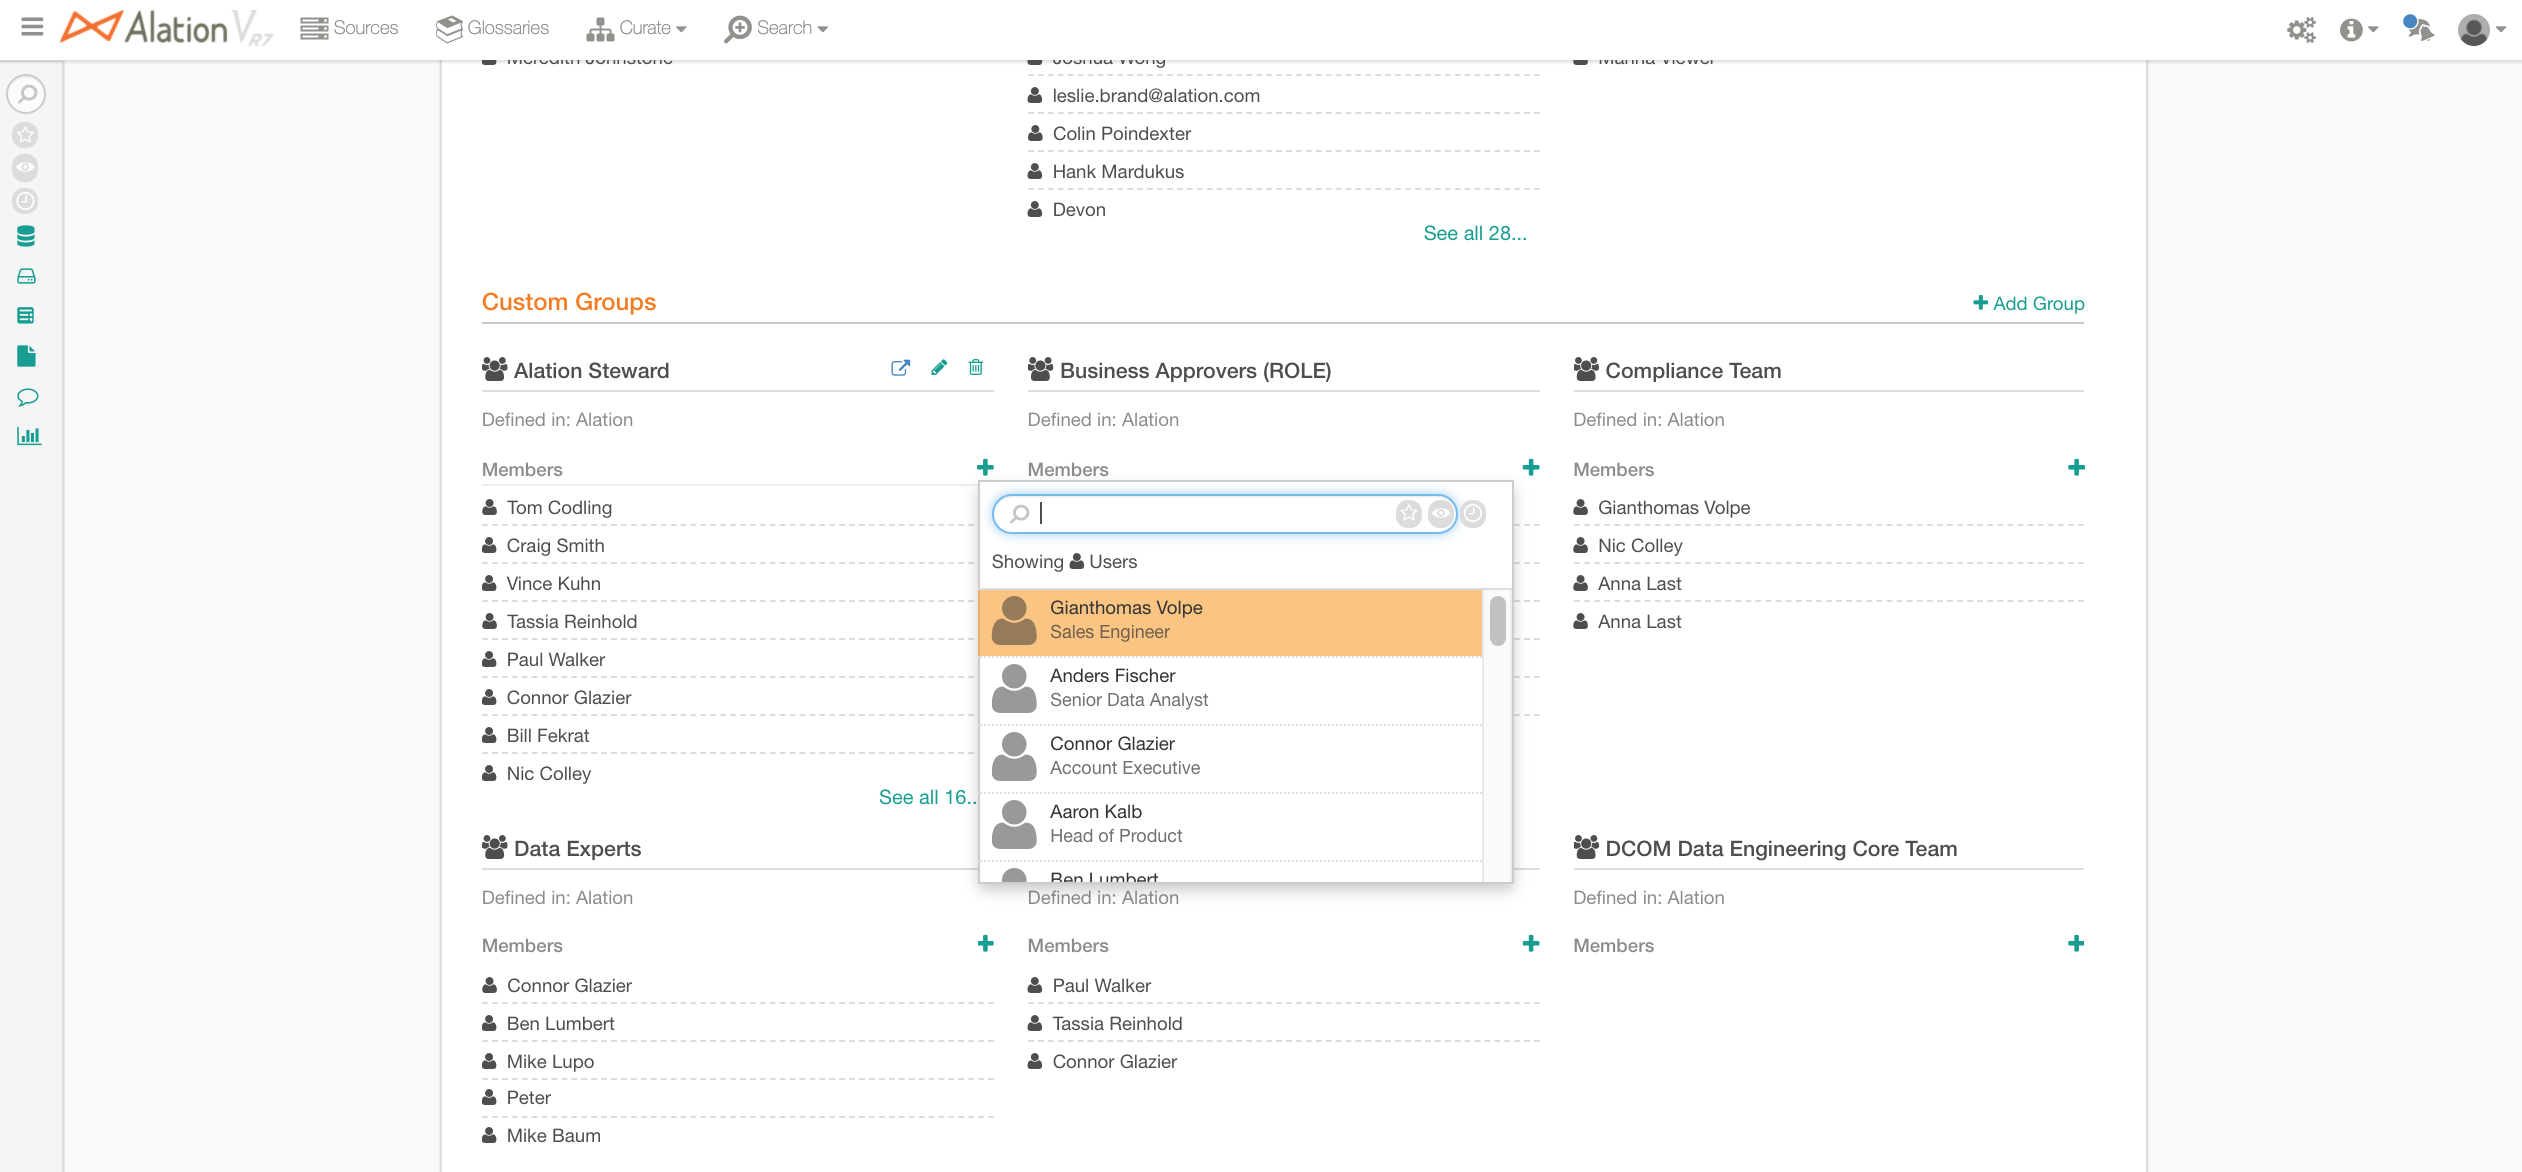 Alation V R7 Sources Glossaries Curate Search
Meredith Johnstone
Joshua Wong
leslie.brand@alation.com
Colin Poindexter
Hank Mardukus
Devon
See all 28...
Marina Viewer
Custom Groups
Add Group
Alation Steward
Defined in: Alation
Members
Tom Codling
Craig Smith
Vince Kuhn
Tassia Reinhold
Paul Walker
Connor Glazier
Bill Fekrat
Nic Colley
See all 16..
Business Approvers (ROLE)
Defined in: Alation
Members
Showing Users
Gianthomas Volpe
Sales Engineer
Anders Fischer
Senior Data Analyst
Connor Glazier
Account Executive
Aaron Kalb
Head of Product
Ben Lumbert
Compliance Team
Defined in: Alation
Members
Gianthomas Volpe
Nic Colley
Anna Last
Anna Last
Data Experts
Defined in: Alation
Members
Connor Glazier
Ben Lumbert
Mike Lupo
Peter
Mike Baum
Defined in: Alation
Members
Paul Walker
Tassia Reinhold
Connor Glazier
DCOM Data Engineering Core Team
Defined in: Alation
Members